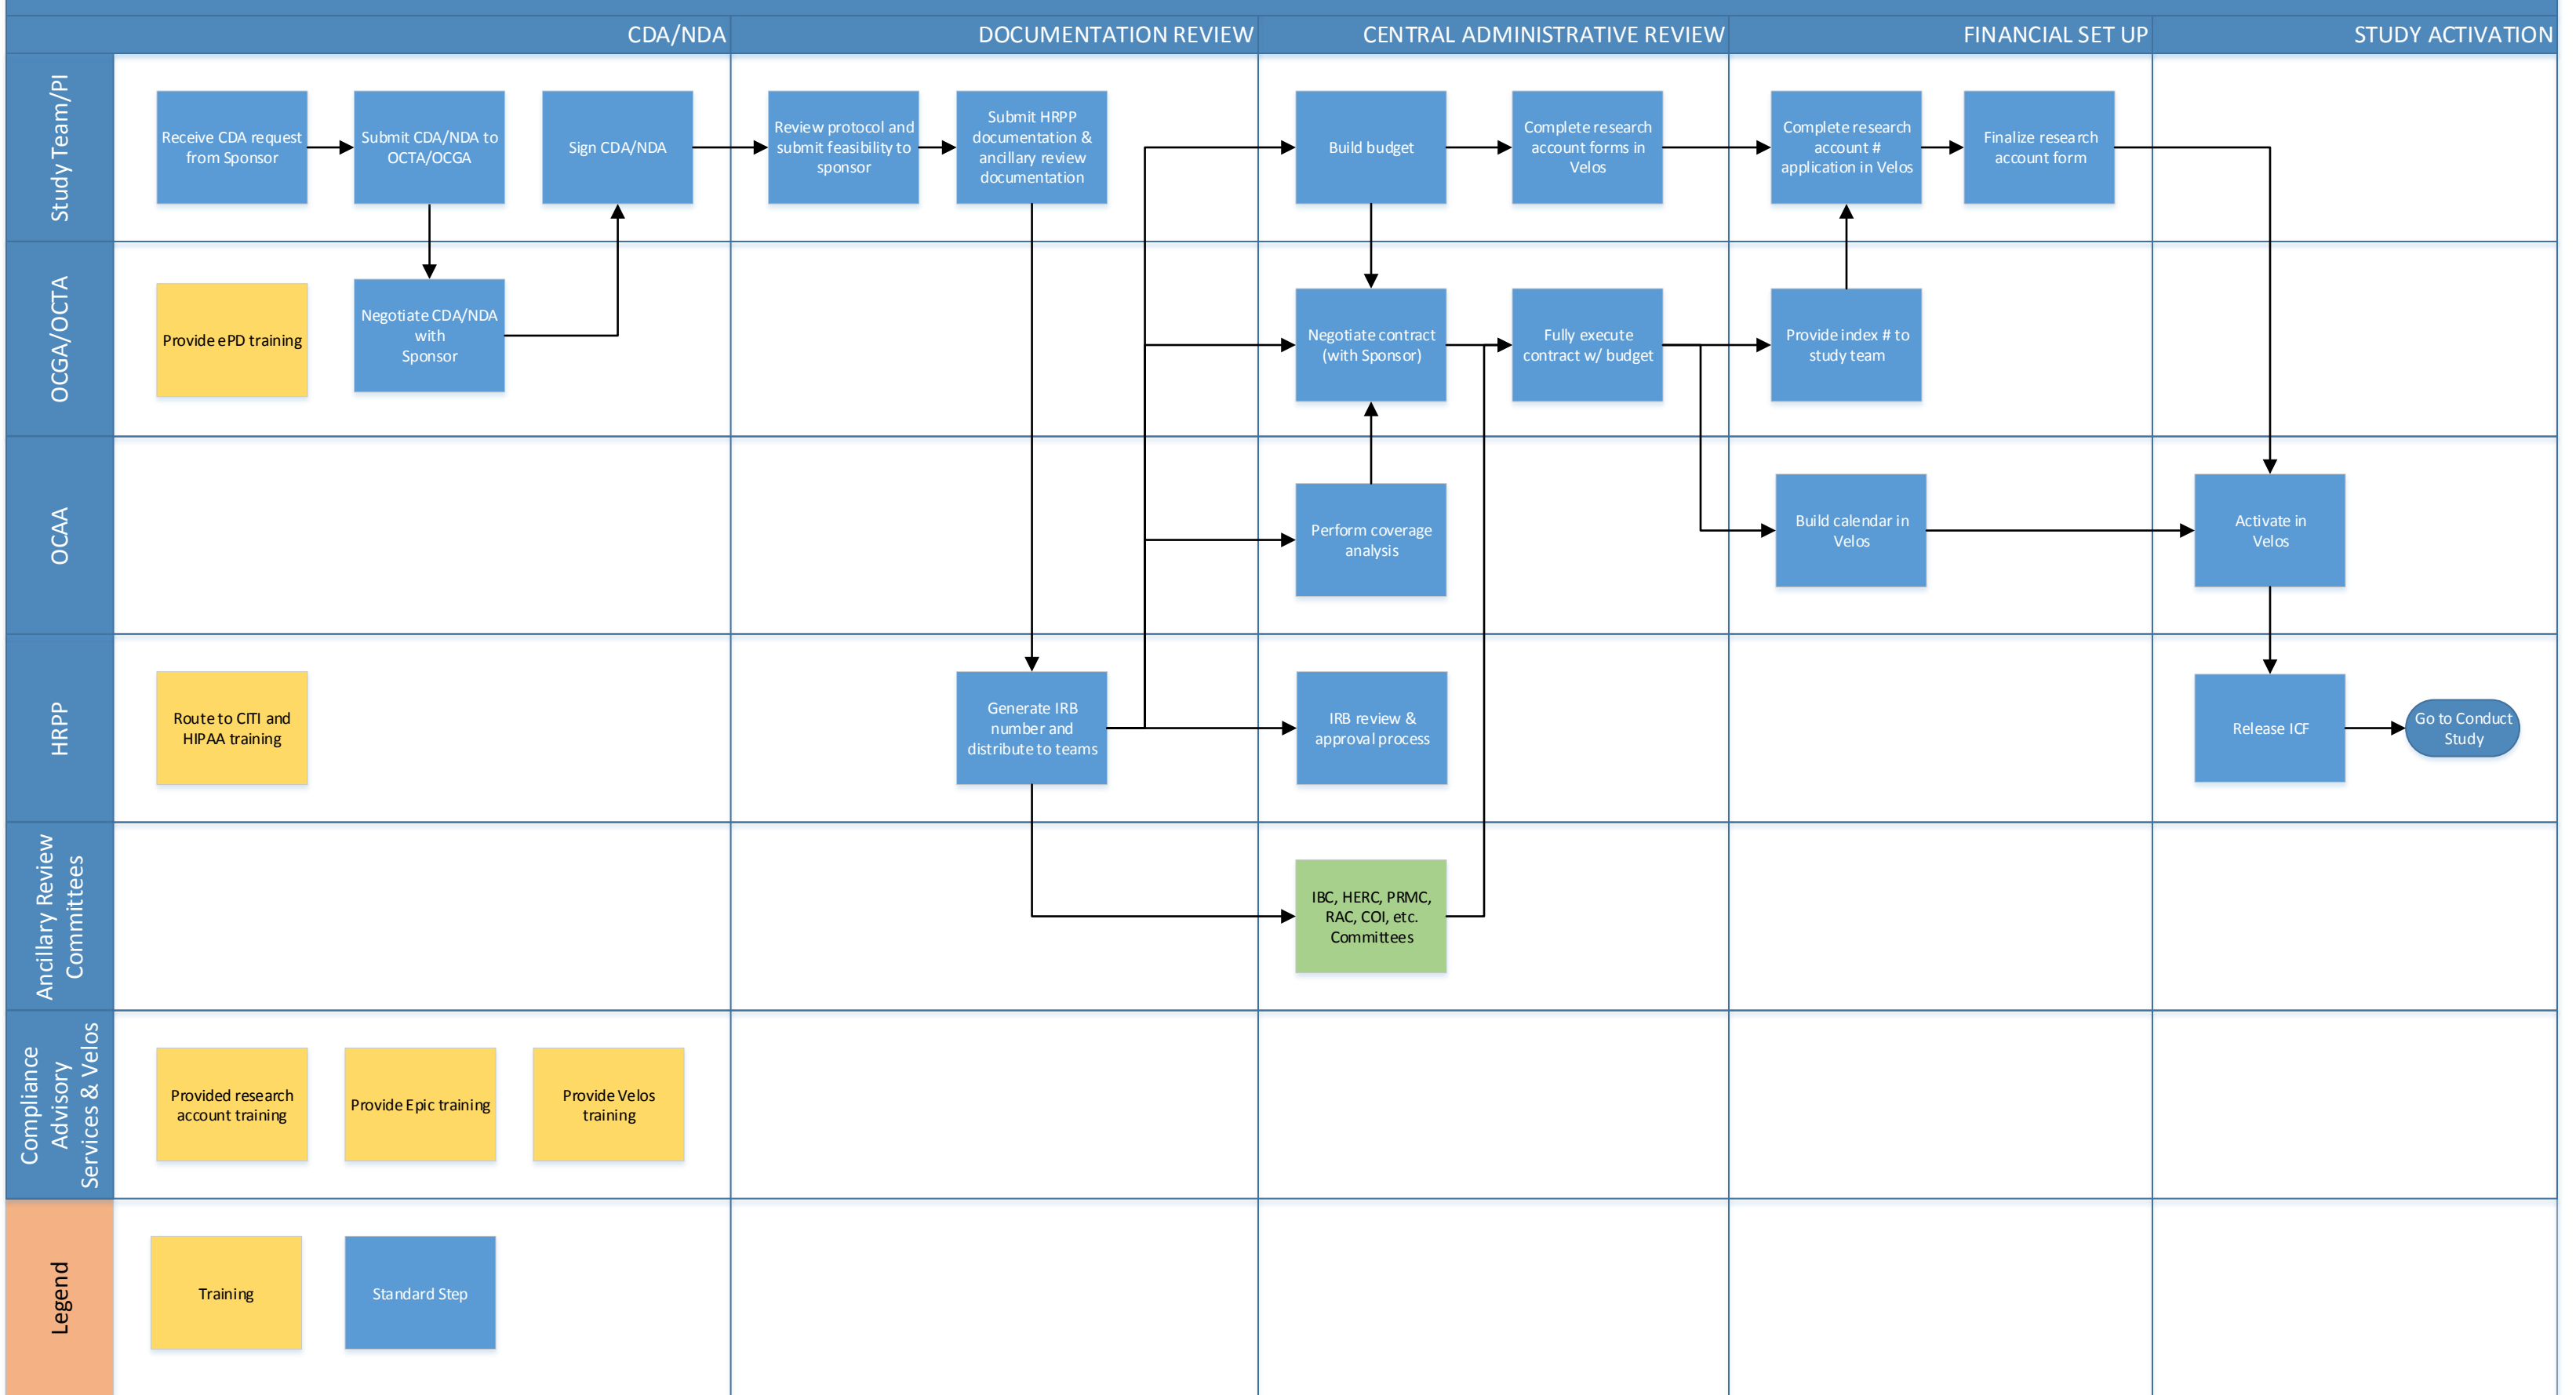 CDA/NDA
DOCUMENTATION REVIEW
CENTRAL ADMINISTRATIVE REVIEW
FINANCIAL SET UP
STUDY ACTIVATION
Study Team/PI
Receive CDA request
from Sponsor
Submit CDA/NDA to
OCTA/OCGA
Sign CDA/NDA
Review protocol and
submit feasibility to
sponsor
Submit HRPP
documentation &
ancillary review
documentation
Build budget
Complete research
account forms in
Velos
Complete research
account #
application in Velos
Finalize research
account form
OCGA/OCTA
Provide ePD training
Negotiate CDA/NDA
with
Sponsor
Negotiate contract
(with Sponsor)
Fully execute
contract w/ budget
Provide index # to
study team
OCAA
Perform coverage
analysis
Build calendar in
Velos
Activate in
Velos
HRPP
Route to CITI and
HIPAA training
Generate IRB
number and
distribute to teams
IRB review &
approval process
Release ICF
Go to Conduct
Study
Ancillary Review
Committees
IBC, HERC, PRMC,
RAC, COI, etc.
Committees
Compliance
Advisory
Services & Velos
Provided research
account training
Provide Epic training
Provide Velos
training
Legend
Training
Standard Step